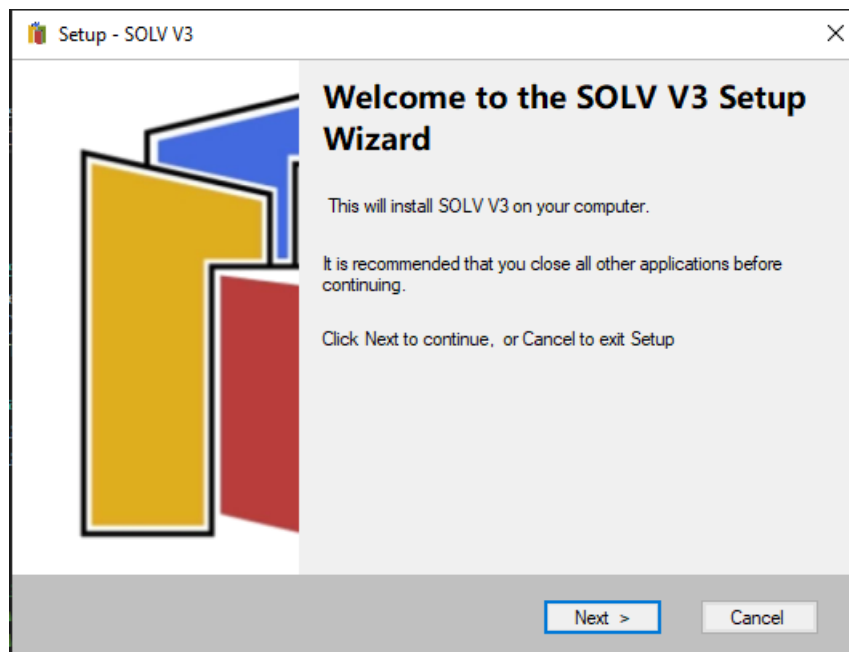 Setup - SOLV V3
Welcome to the SOLV V3 Setup
Wizard
This will install SOLV V3 on your computer.
It is recommended that you close all other applications before
continuing.
Click Next to continue, or Cancel to exit Setup
Next >
Cancel